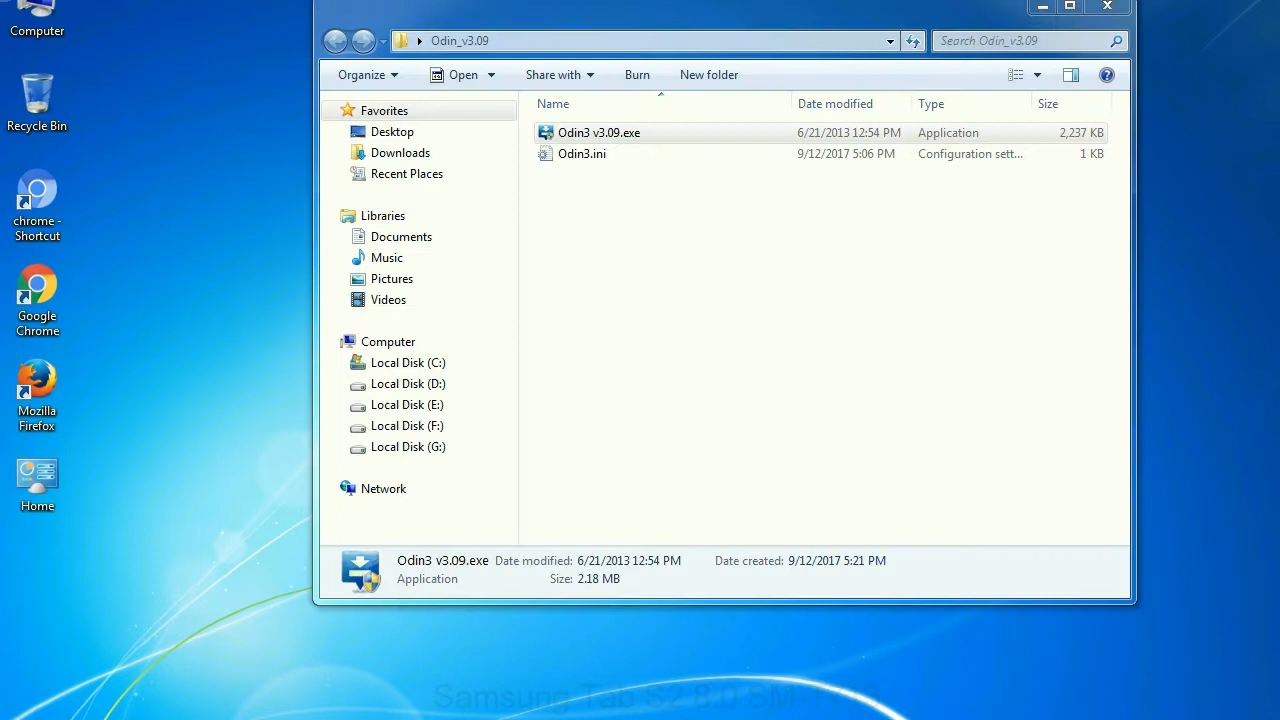 Computer
Recycle Bin
chrome -
Shortcut
Google
Chrome
Mozilla
Firefox
Home
Odin_v3.09
Search Odin_v3.09
Organize
Open
Share with
Burn
New folder
Favorites
Desktop
Downloads
Recent Places
Libraries
Documents
Music
Pictures
Videos
Computer
Local Disk (C:)
Local Disk (D:)
Local Disk (E:)
Local Disk (F:)
Local Disk (G:)
Network
Name Date modified Type Size
Odin3 v3.09.exe 6/21/2013 12:54 PM Application 2,237 KB
Odin3.ini 9/12/2017 5:06 PM Configuration sett... 1 KB
Odin3 v3.09.exe Date modified: 6/21/2013 12:54 PM Date created: 9/12/2017 5:21 PM
Application Size: 2.18 MB
Samsung Tab S2 8.0